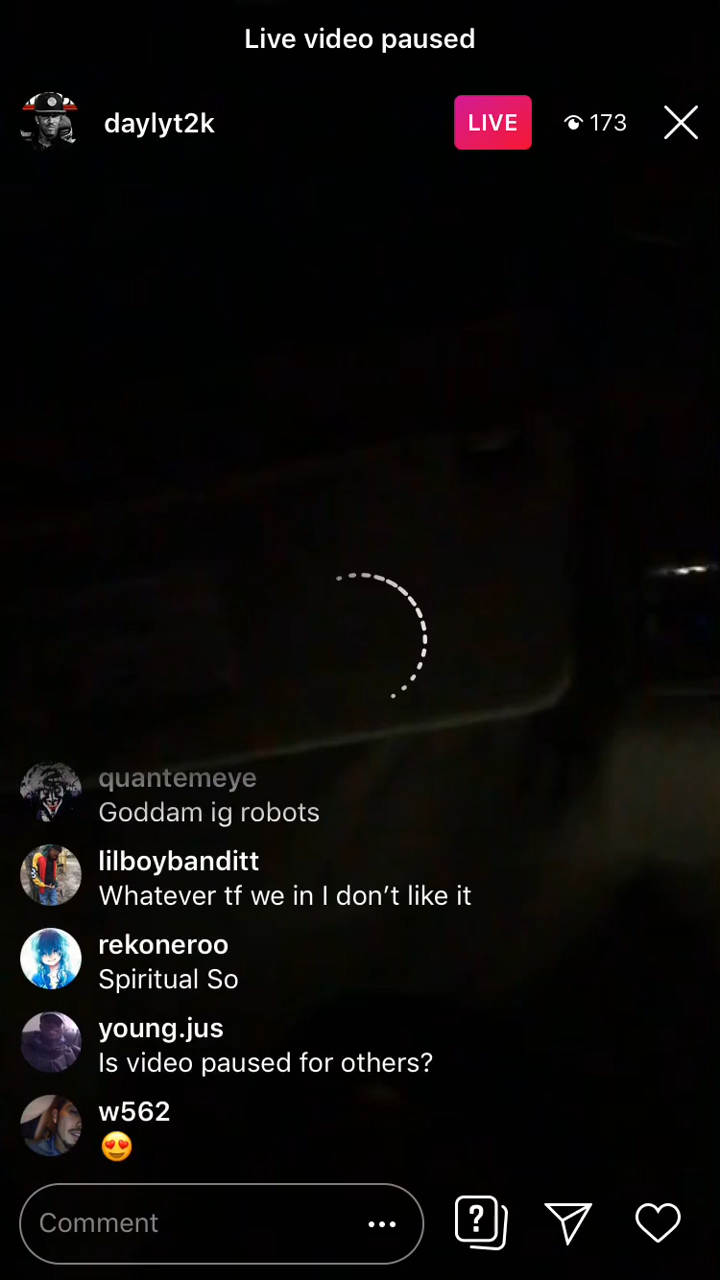 Live video paused
daylyt2k
LIVE
173
quantemeye
Goddam ig robots
lilboybanditt
Whatever tf we in I don’t like it
rekoneroo
Spiritual So
young.jus
Is video paused for others?
w562
😍
Comment
?